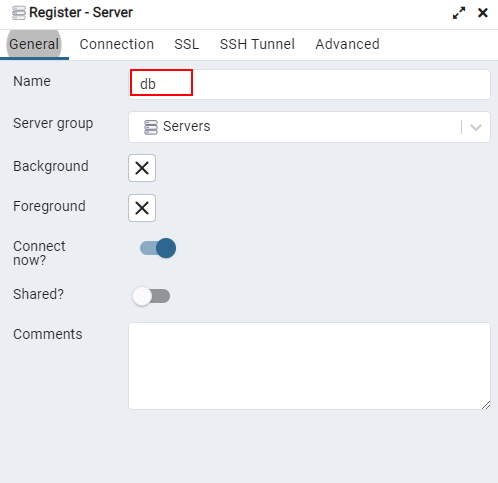 Register - Server
General Connection SSL SSH Tunnel Advanced
Name db
Server group Servers
Background
Foreground
Connect
now?
Shared?
Comments